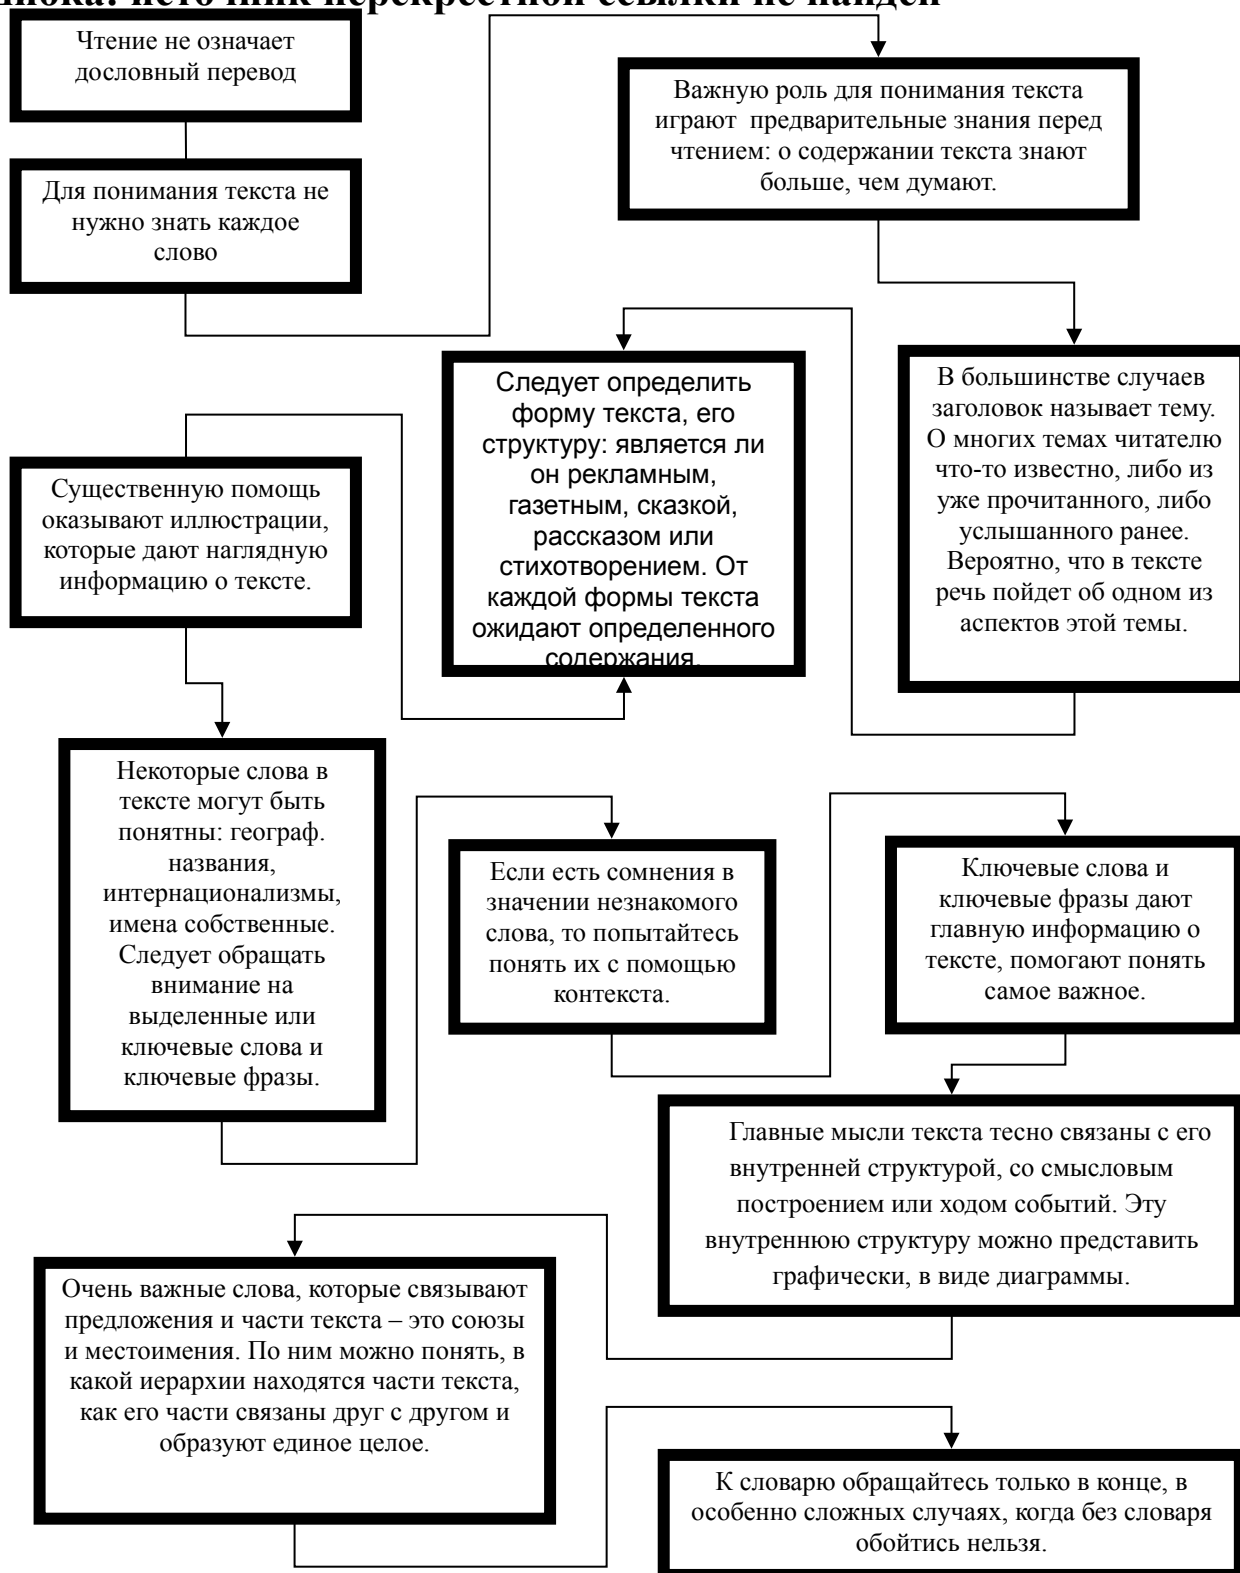 источник перекрестной ссылки не найден
Чтение не означает
дословный перевод
Для понимания текста не
нужно знать каждое
слово
Важную роль для понимания текста
играют предварительные знания перед
чтением: о содержании текста знают
больше, чем думают.
В большинстве случаев
заголовок называет тему.
О многих темах читателю
что-то известно, либо из
уже прочитанного, либо
услышанного ранее.
Вероятно, что в тексте
речь пойдет об одном из
аспектов этой темы.
Следует определить
форму текста, его
структуру: является ли
он рекламным,
газетным, сказкой,
рассказом или
стихотворением. От
каждой формы текста
ожидают определенного
содержания.
Существенную помощь
оказывают иллюстрации,
которые дают наглядную
информацию о тексте.
Некоторые слова в
тексте могут быть
понятны: географ.
названия,
интернационализмы,
имена собственные.
Следует обращать
внимание на
выделенные или
ключевые слова и
ключевые фразы.
Если есть сомнения в
значении незнакомого
слова, то попытайтесь
понять их с помощью
контекста.
Ключевые слова и
ключевые фразы дают
главную информацию о
тексте, помогают понять
самое важное.
Главные мысли текста тесно связаны с его
внутренней структурой, со смысловым
построением или ходом событий. Эту
внутреннюю структуру можно представить
графически, в виде диаграммы.
Очень важные слова, которые связывают
предложения и части текста – это союзы
и местоимения. По ним можно понять, в
какой иерархии находятся части текста,
как его части связаны друг с другом и
образуют единое целое.
К словарю обращайтесь только в конце, в
особенно сложных случаях, когда без словаря
обойтись нельзя.